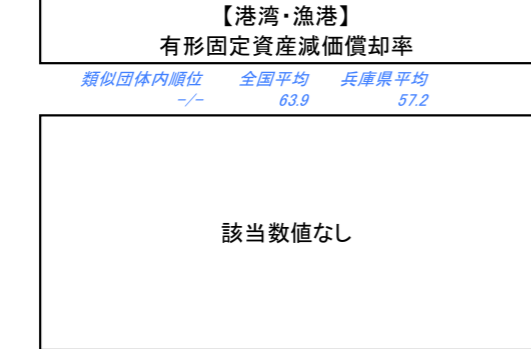 【港湾・漁港】
有形固定資産減価償却率
類似団体内順位 全国平均 兵庫県平均
-/- 63.9 57.2
該当数値なし